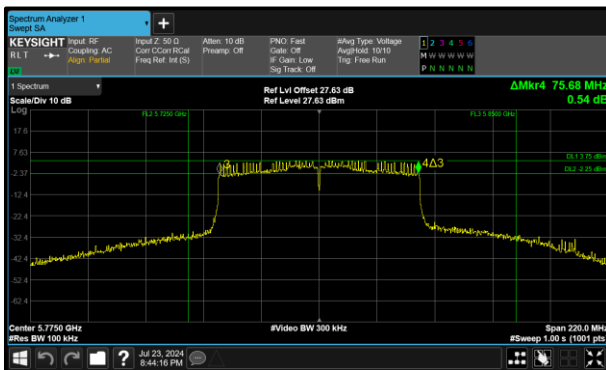 Spectrum Analyzer 1
Swept SA
KEYSIGHT
RLT
Input: RF
Coupling: AC
Align: Partial
Input Z: 50 Ω
Corr CCorr RCal
Freq Ref: Int (S)
Atten: 10 dB
Preamp: Off
PNO: Fast
Gate: Off
IF Gain: Low
Sig Track: Off
#Avg Type: Voltage
Avg|Hold: 10/10
Trig: Free Run
1 2 3 4 5 6
M W W W W W
P N N N N N
1 Spectrum
Scale/Div 10 dB
Ref Lvl Offset 27.63 dB
Ref Level 27.63 dBm
ΔMkr4 75.68 MHz
0.54 dB
Log
FL2 5.7250 GHz
FL3 5.8500 GHz
17.6
7.63
DL1 3.75 dBm
3
4Δ3
-2.37
DL2 -2.25 dBm
-12.4
-22.4
-32.4
-42.4
-52.4
-62.4
Center 5.7750 GHz
#Video BW 300 kHz
Span 220.0 MHz
#Res BW 100 kHz
#Sweep 1.00 s (1001 pts)
?
Jul 23, 2024
8:44:16 PM